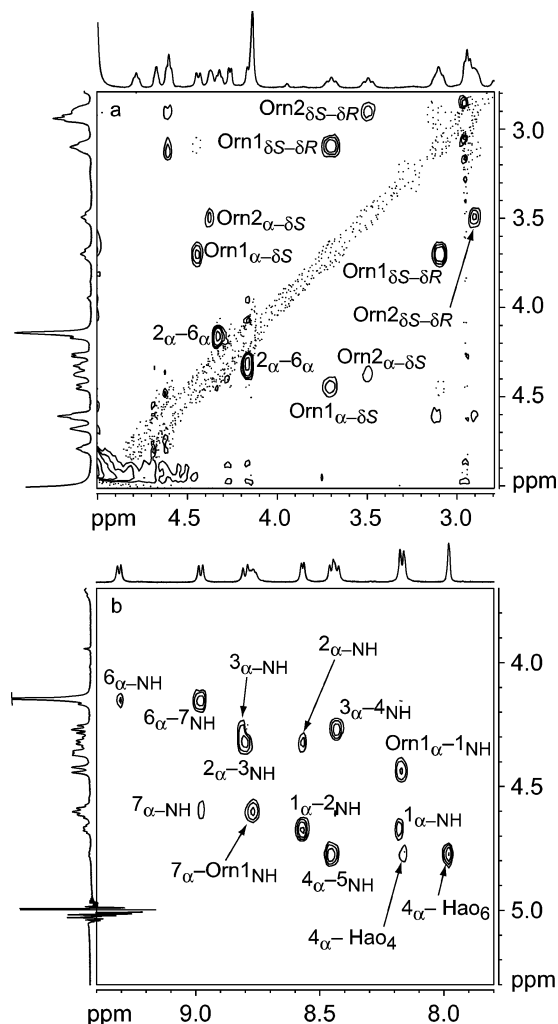 a
Orn2δS–δR
Orn1δS–δR
Orn2α–δS
Orn1α–δS
Orn1δS–δR
Orn2δS–δR
2α–6α
2α–6α
Orn2α–δS
Orn1α–δS
3.0
3.5
4.0
4.5
ppm
ppm
4.5
4.0
3.5
3.0
b
6α–NH
3α–NH
2α–NH
6α–7NH
3α–4NH
2α–3NH
Orn1α–1NH
7α–NH
1α–2NH
1α–NH
7α–Orn1NH
4α–5NH
4α– Hao4
4α– Hao6
4.0
4.5
5.0
ppm
ppm
9.0
8.5
8.0